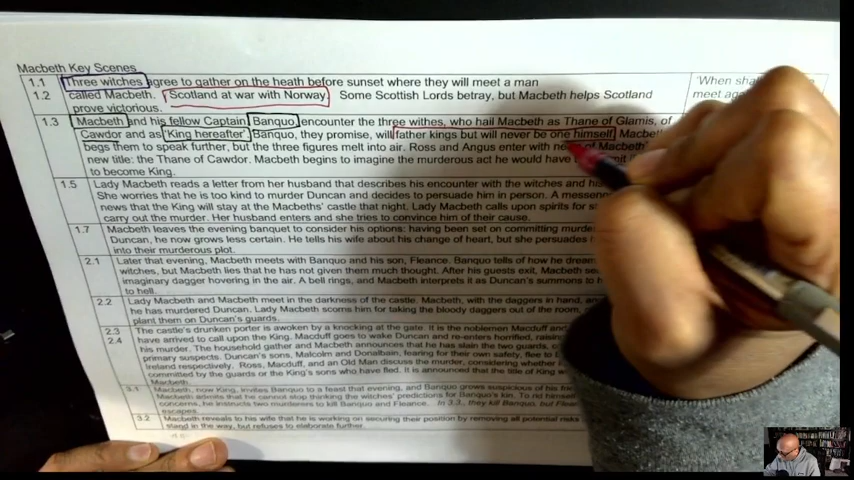 Macbeth Key Scenes
1.1 Three witches agree to gather on the heath before sunset where they will meet a man
1.2 called Macbeth. Scotland at war with Norway. Some Scottish Lords betray, but Macbeth helps Scotland
prove victorious.
'When shall
meet agai
1.3 Macbeth and his fellow Captain Banquo, encounter the three withes, who hail Macbeth as Thane of Glamis, of
Cawdor and as 'King hereafter'. Banquo, they promise, will father kings but will never be one himself. Macbeth
begs them to speak further, but the three figures melt into air. Ross and Angus enter with of Macbeth'
new title: the Thane of Cawdor. Macbeth begins to imagine the murderous act he would have
to become King.
1.5 Lady Macbeth reads a letter from her husband that describes his encounter with the witches and his
She worries that he is too kind to murder Duncan and decides to persuade him in person. A messen
news that the King will stay at the Macbeths' castle that night. Lady Macbeth calls upon spirits for
carry out the murder. Her husband enters and she tries to convince him of their cause.
1.7 Macbeth leaves the evening banquet to consider his options: having been set on committing murde
Duncan, he now grows less certain. He tells his wife about his change of heart, but she persuades
into their murderous plot.
2.1 Later that evening, Macbeth meets with Banquo and his son, Fleance. Banquo tells of how he dream
witches, but Macbeth lies that he has not given them much thought. After his guests exit, Macbeth se
imaginary dagger hovering in the air. A bell rings, and Macbeth interprets it as Duncan's summons to
to hell.
2.2 Lady Macbeth and Macbeth meet in the darkness of the castle. Macbeth, with the daggers in hand,
he has murdered Duncan. Lady Macbeth scorns him for taking the bloody daggers out of the room,
plant them on Duncan's guards.
2.3 The castle's drunken porter is awoken by a knocking at the gate. It is the noblemen Macduff and
2.4 have arrived to call upon the King. Macduff goes to wake Duncan and re-enters horrified, raising
his murder. The household gather and Macbeth announces that he has slain the two guards,
primary suspects. Duncan's sons, Malcolm and Donalbain, fearing for their own safety, flee to E
Ireland respectively. Ross, Macduff, and an Old Man discuss the murder, considering whether
committed by the guards or the King's sons who have fled. It is announced that the title of King
Macbeth.
3.1 Macbeth, now King, invites Banquo to a feast that evening, and Banquo grows suspicious of his
Macbeth admits that he cannot stop thinking the witches' predictions for Banquo's kin. To rid himself
concerns, he instructs two murderers to kill Banquo and Fleance. In 3.3, they kill Banquo, but Fleance
escapes.
3.2 Macbeth reveals to his wife that he is working on securing their position by removing all potential risks
stand in the way, but refuses to elaborate further.